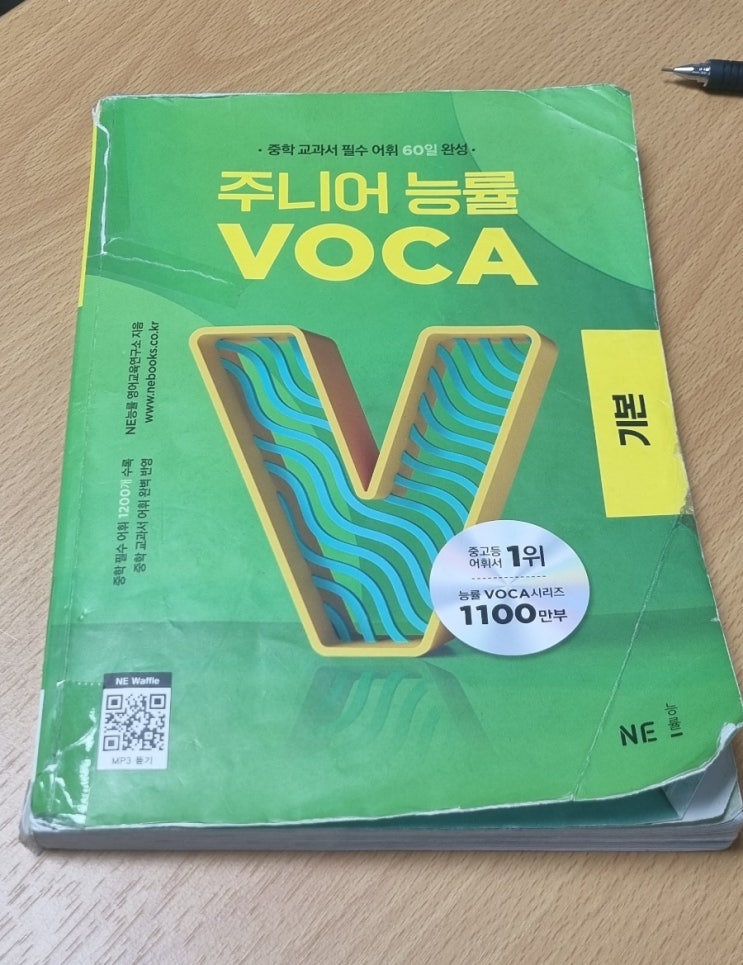 · 중학 교과서 필수 어휘 60일 완성 ·
주니어 능률
VOCA
NE능률 영어교육연구소 지음
www.nebooks.co.kr
중학 필수 어휘 1200개 수록
중학 교과서 어휘 완벽 반영
기본
중고등
어휘서 1위
능률 VOCA시리즈
1100만부
NE Waffle
MP3 듣기
NE 능률